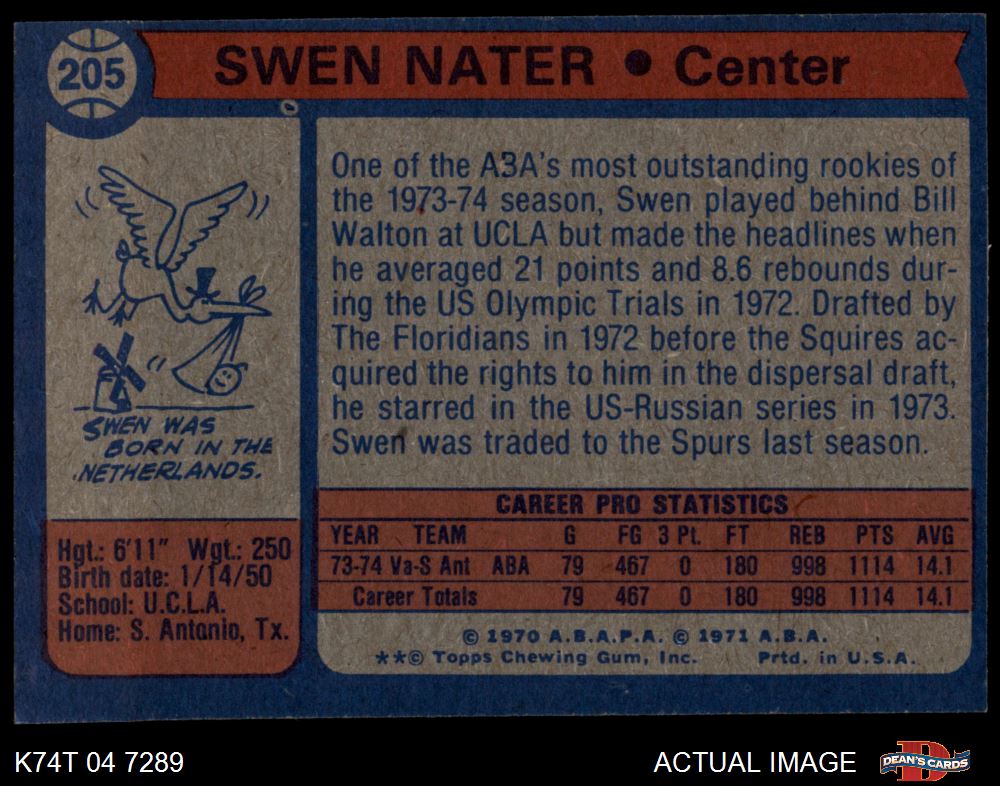 205
SWEN NATER • Center
SWEN WAS
BORN IN THE
NETHERLANDS.
Hgt.: 6'11" Wgt.: 250
Birth date: 1/14/50
School: U.C.L.A.
Home: S. Antonio, Tx.
One of the ABA's most outstanding rookies of
the 1973-74 season, Swen played behind Bill
Walton at UCLA but made the headlines when
he averaged 21 points and 8.6 rebounds dur-
ing the US Olympic Trials in 1972. Drafted by
The Floridians in 1972 before the Squires ac-
quired the rights to him in the dispersal draft,
he starred in the US-Russian series in 1973.
Swen was traded to the Spurs last season.
CAREER PRO STATISTICS
YEAR TEAM G FG 3 Pt. FT REB PTS AVG
73-74 Va-S Ant ABA 79 467 0 180 998 1114 14.1
Career Totals 79 467 0 180 998 1114 14.1
© 1970 A.B.A.P.A. © 1971 A.B.A.
**© Topps Chewing Gum, Inc. Prtd. in U.S.A.
K74T 04 7289
ACTUAL IMAGE
D
DEAN'S CARDS